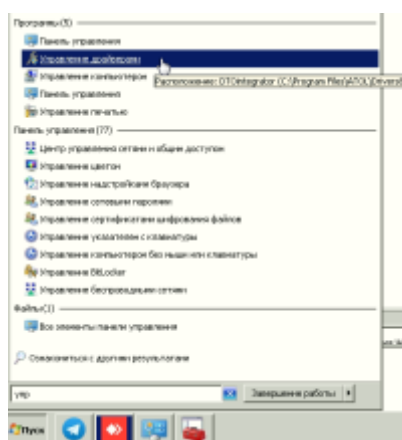 Программы (5)
Панель управления
Управление драйверами
Управление компьютером
Расположение: OTOIntegrator (C:\Program Files\ATOL\Drivers
Панель управления
Управление печатью
Панель управления (77)
Центр управления сетями и общим доступом
Управление цветом
Управление надстройками браузера
Управление сетевыми паролями
Управление сертификатами шифрования файлов
Управление указателем с клавиатуры
Управление компьютером без мыши или клавиатуры
Управление BitLocker
Управление беспроводными сетями
Файлы (1)
Все элементы панели управления
Ознакомиться с другими результатами
упр
Завершение работы
Пуск